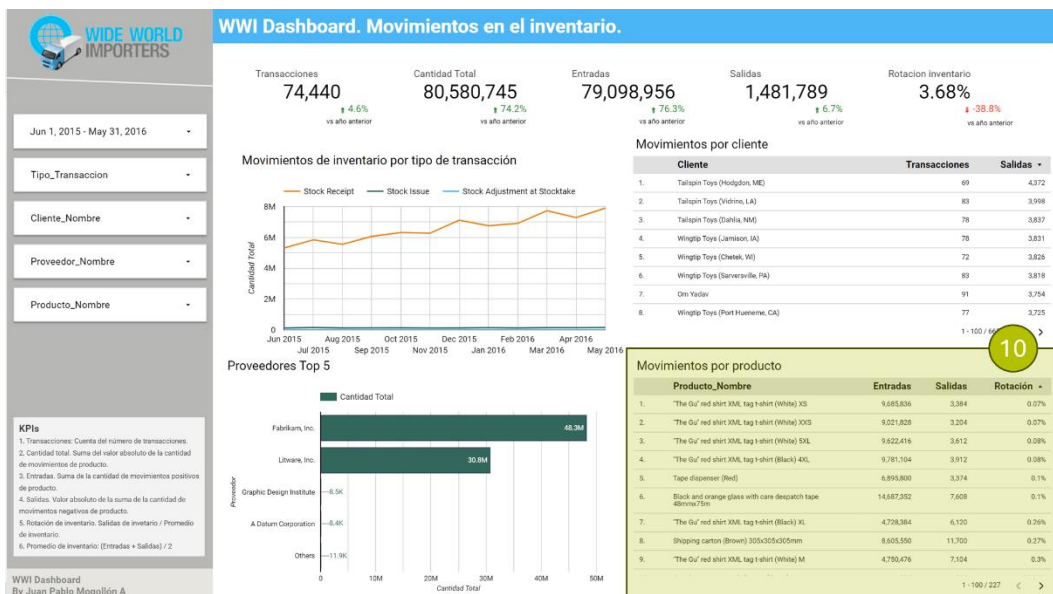 WIDE WORLD
IMPORTERS
WWI Dashboard. Movimientos en el inventario.
Transacciones
74,440
4.6%
vs año anterior
Cantidad Total
80,580,745
74.2%
vs año anterior
Entradas
79,098,956
76.3%
vs año anterior
Salidas
1,481,789
6.7%
vs año anterior
Rotacion inventario
3.68%
-38.8%
vs año anterior
Jun 1, 2015 - May 31, 2016
Tipo_Transaccion
Cliente_Nombre
Proveedor_Nombre
Producto_Nombre
Movimientos de inventario por tipo de transacción
Stock Receipt Stock Issue Stock Adjustment at Stocktake
8M
6M
4M
2M
0
Cantidad Total
Jun 2015 Aug 2015 Oct 2015 Dec 2015 Feb 2016 Apr 2016
Jul 2015 Sep 2015 Nov 2015 Jan 2016 Mar 2016 May 2016
Movimientos por cliente
Cliente Transacciones Salidas
1. Tailspin Toys (Hodgdon, ME) 69 4,372
2. Tailspin Toys (Vidrine, LA) 83 3,998
3. Tailspin Toys (Dahlia, NM) 78 3,837
4. Wingtip Toys (Jamison, IA) 78 3,831
5. Wingtip Toys (Chetek, WI) 72 3,826
6. Wingtip Toys (Sarversville, PA) 83 3,818
7. Om Yadav 91 3,754
8. Wingtip Toys (Port Hueneme, CA) 77 3,725
1 - 100
10
Proveedores Top 5
Cantidad Total
Proveedor
Fabrikam, Inc. 48.3M
Litware, Inc. 30.8M
Graphic Design Institute 8.5K
A Datum Corporation 8.4K
Others 11.9K
0 10M 20M 30M 40M 50M
Cantidad Total
Movimientos por producto
Producto_Nombre Entradas Salidas Rotación
1. "The Gu" red shirt XML tag t-shirt (White) XS 9,685,836 3,384 0.07%
2. "The Gu" red shirt XML tag t-shirt (White) XXS 9,021,828 3,204 0.07%
3. "The Gu" red shirt XML tag t-shirt (White) 5XL 9,622,416 3,612 0.08%
4. "The Gu" red shirt XML tag t-shirt (Black) 4XL 9,781,104 3,912 0.08%
5. Tape dispenser (Red) 6,895,800 3,374 0.1%
6. Black and orange glass with care despatch tape 14,687,352 7,608 0.1%
48mmx75m
7. "The Gu" red shirt XML tag t-shirt (Black) XL 4,728,384 6,120 0.26%
8. Shipping carton (Brown) 305x305x305mm 8,605,550 11,700 0.27%
9. "The Gu" red shirt XML tag t-shirt (White) M 4,750,476 7,104 0.3%
1 - 100 / 227
KPIs
1. Transacciones: Cuenta del número de transacciones.
2. Cantidad total. Suma del valor absoluto de la cantidad
de movimientos de producto.
3. Entradas. Suma de la cantidad de movimientos positivos
de producto.
4. Salidas. Valor absoluto de la suma de la cantidad de
movimientos negativos de producto.
5. Rotación de inventario. Salidas de invetario / Promedio
de inventario.
6. Promedio de inventario: (Entradas + Salidas) / 2
WWI Dashboard
By Juan Pablo Mogollón A